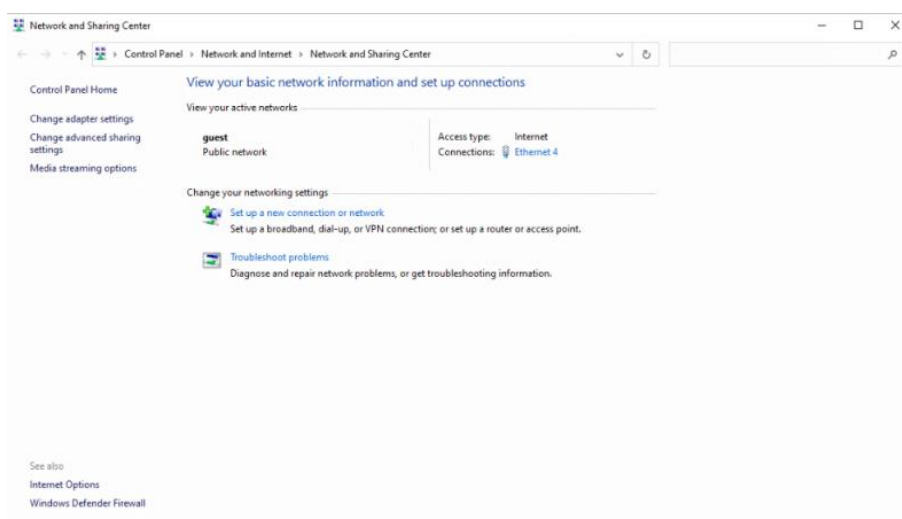 Network and Sharing Center
Control Panel › Network and Internet › Network and Sharing Center
Control Panel Home
Change adapter settings
Change advanced sharing
settings
Media streaming options
View your basic network information and set up connections
View your active networks
guest
Public network
Access type: Internet
Connections: Ethernet 4
Change your networking settings
Set up a new connection or network
Set up a broadband, dial-up, or VPN connection; or set up a router or access point.
Troubleshoot problems
Diagnose and repair network problems, or get troubleshooting information.
See also
Internet Options
Windows Defender Firewall